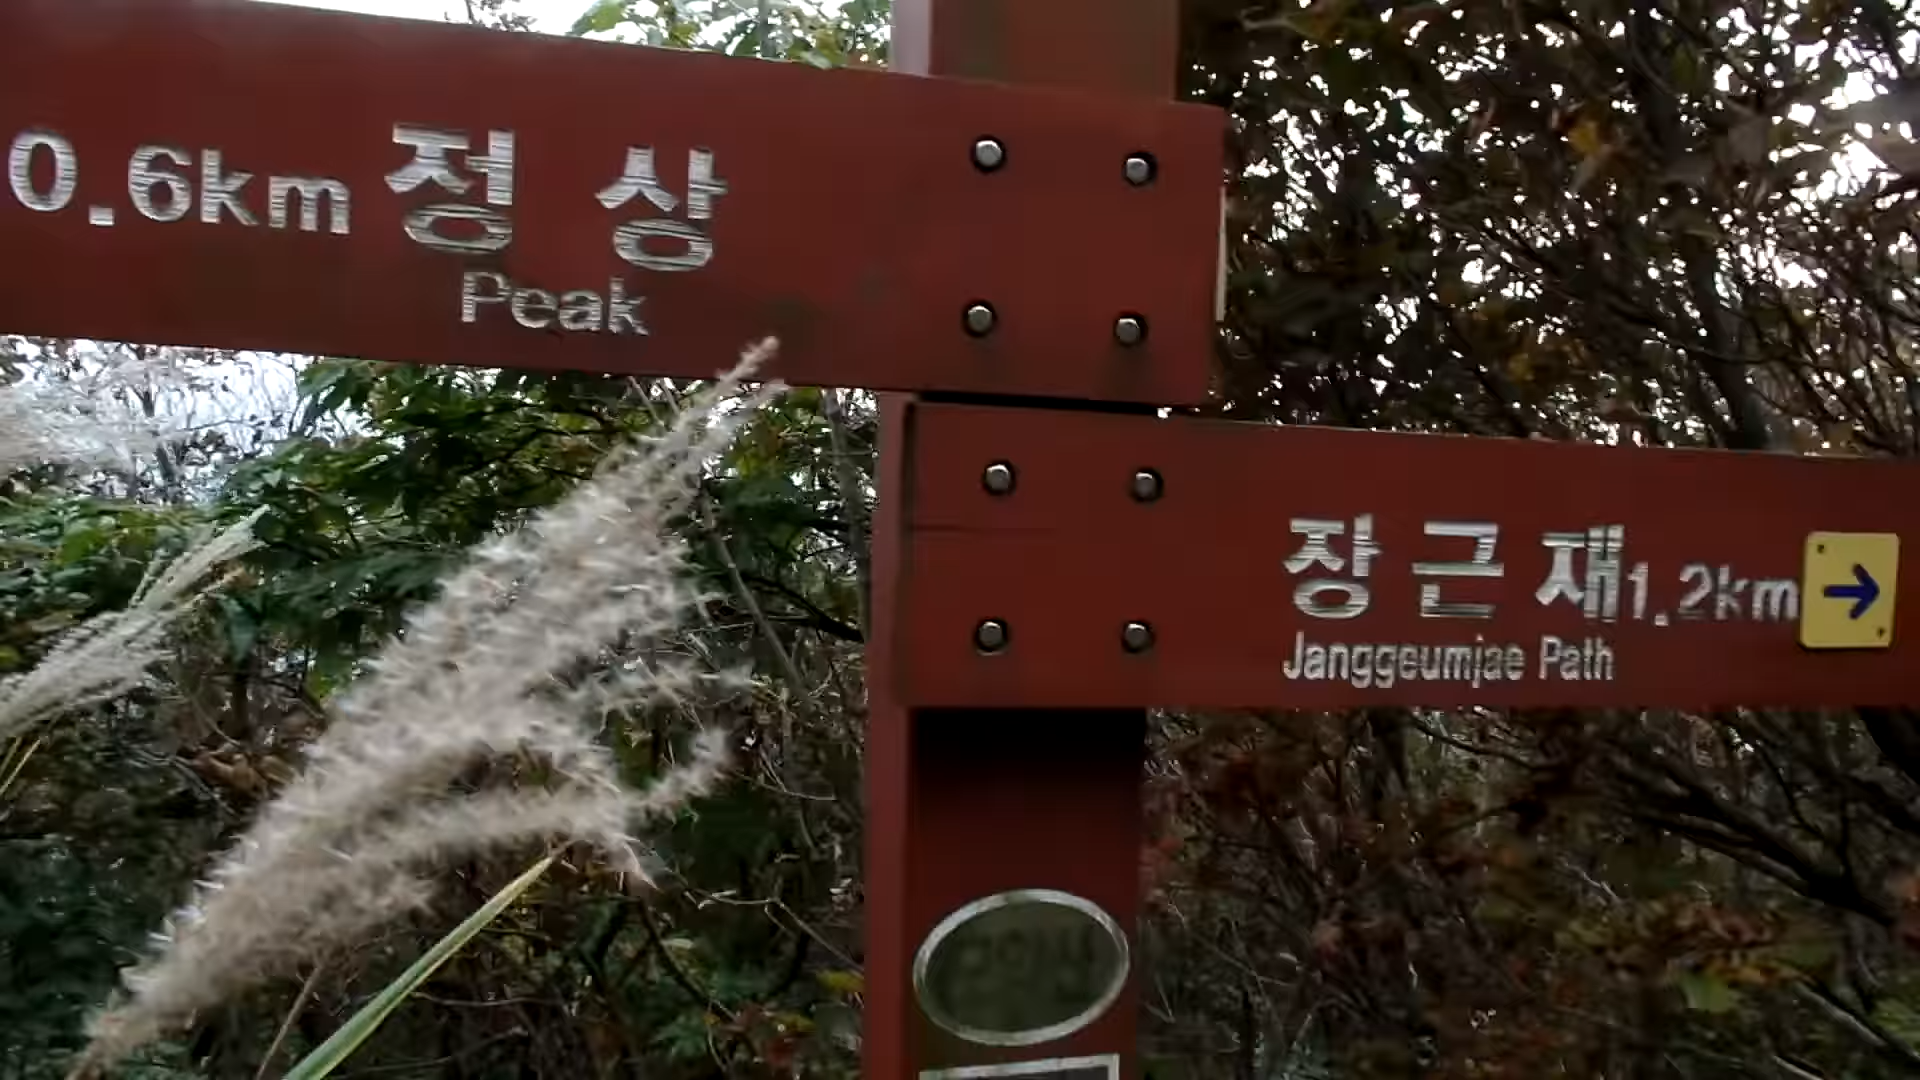 0.6km 정상
Peak
장근재 1.2km
Janggeumjae Path